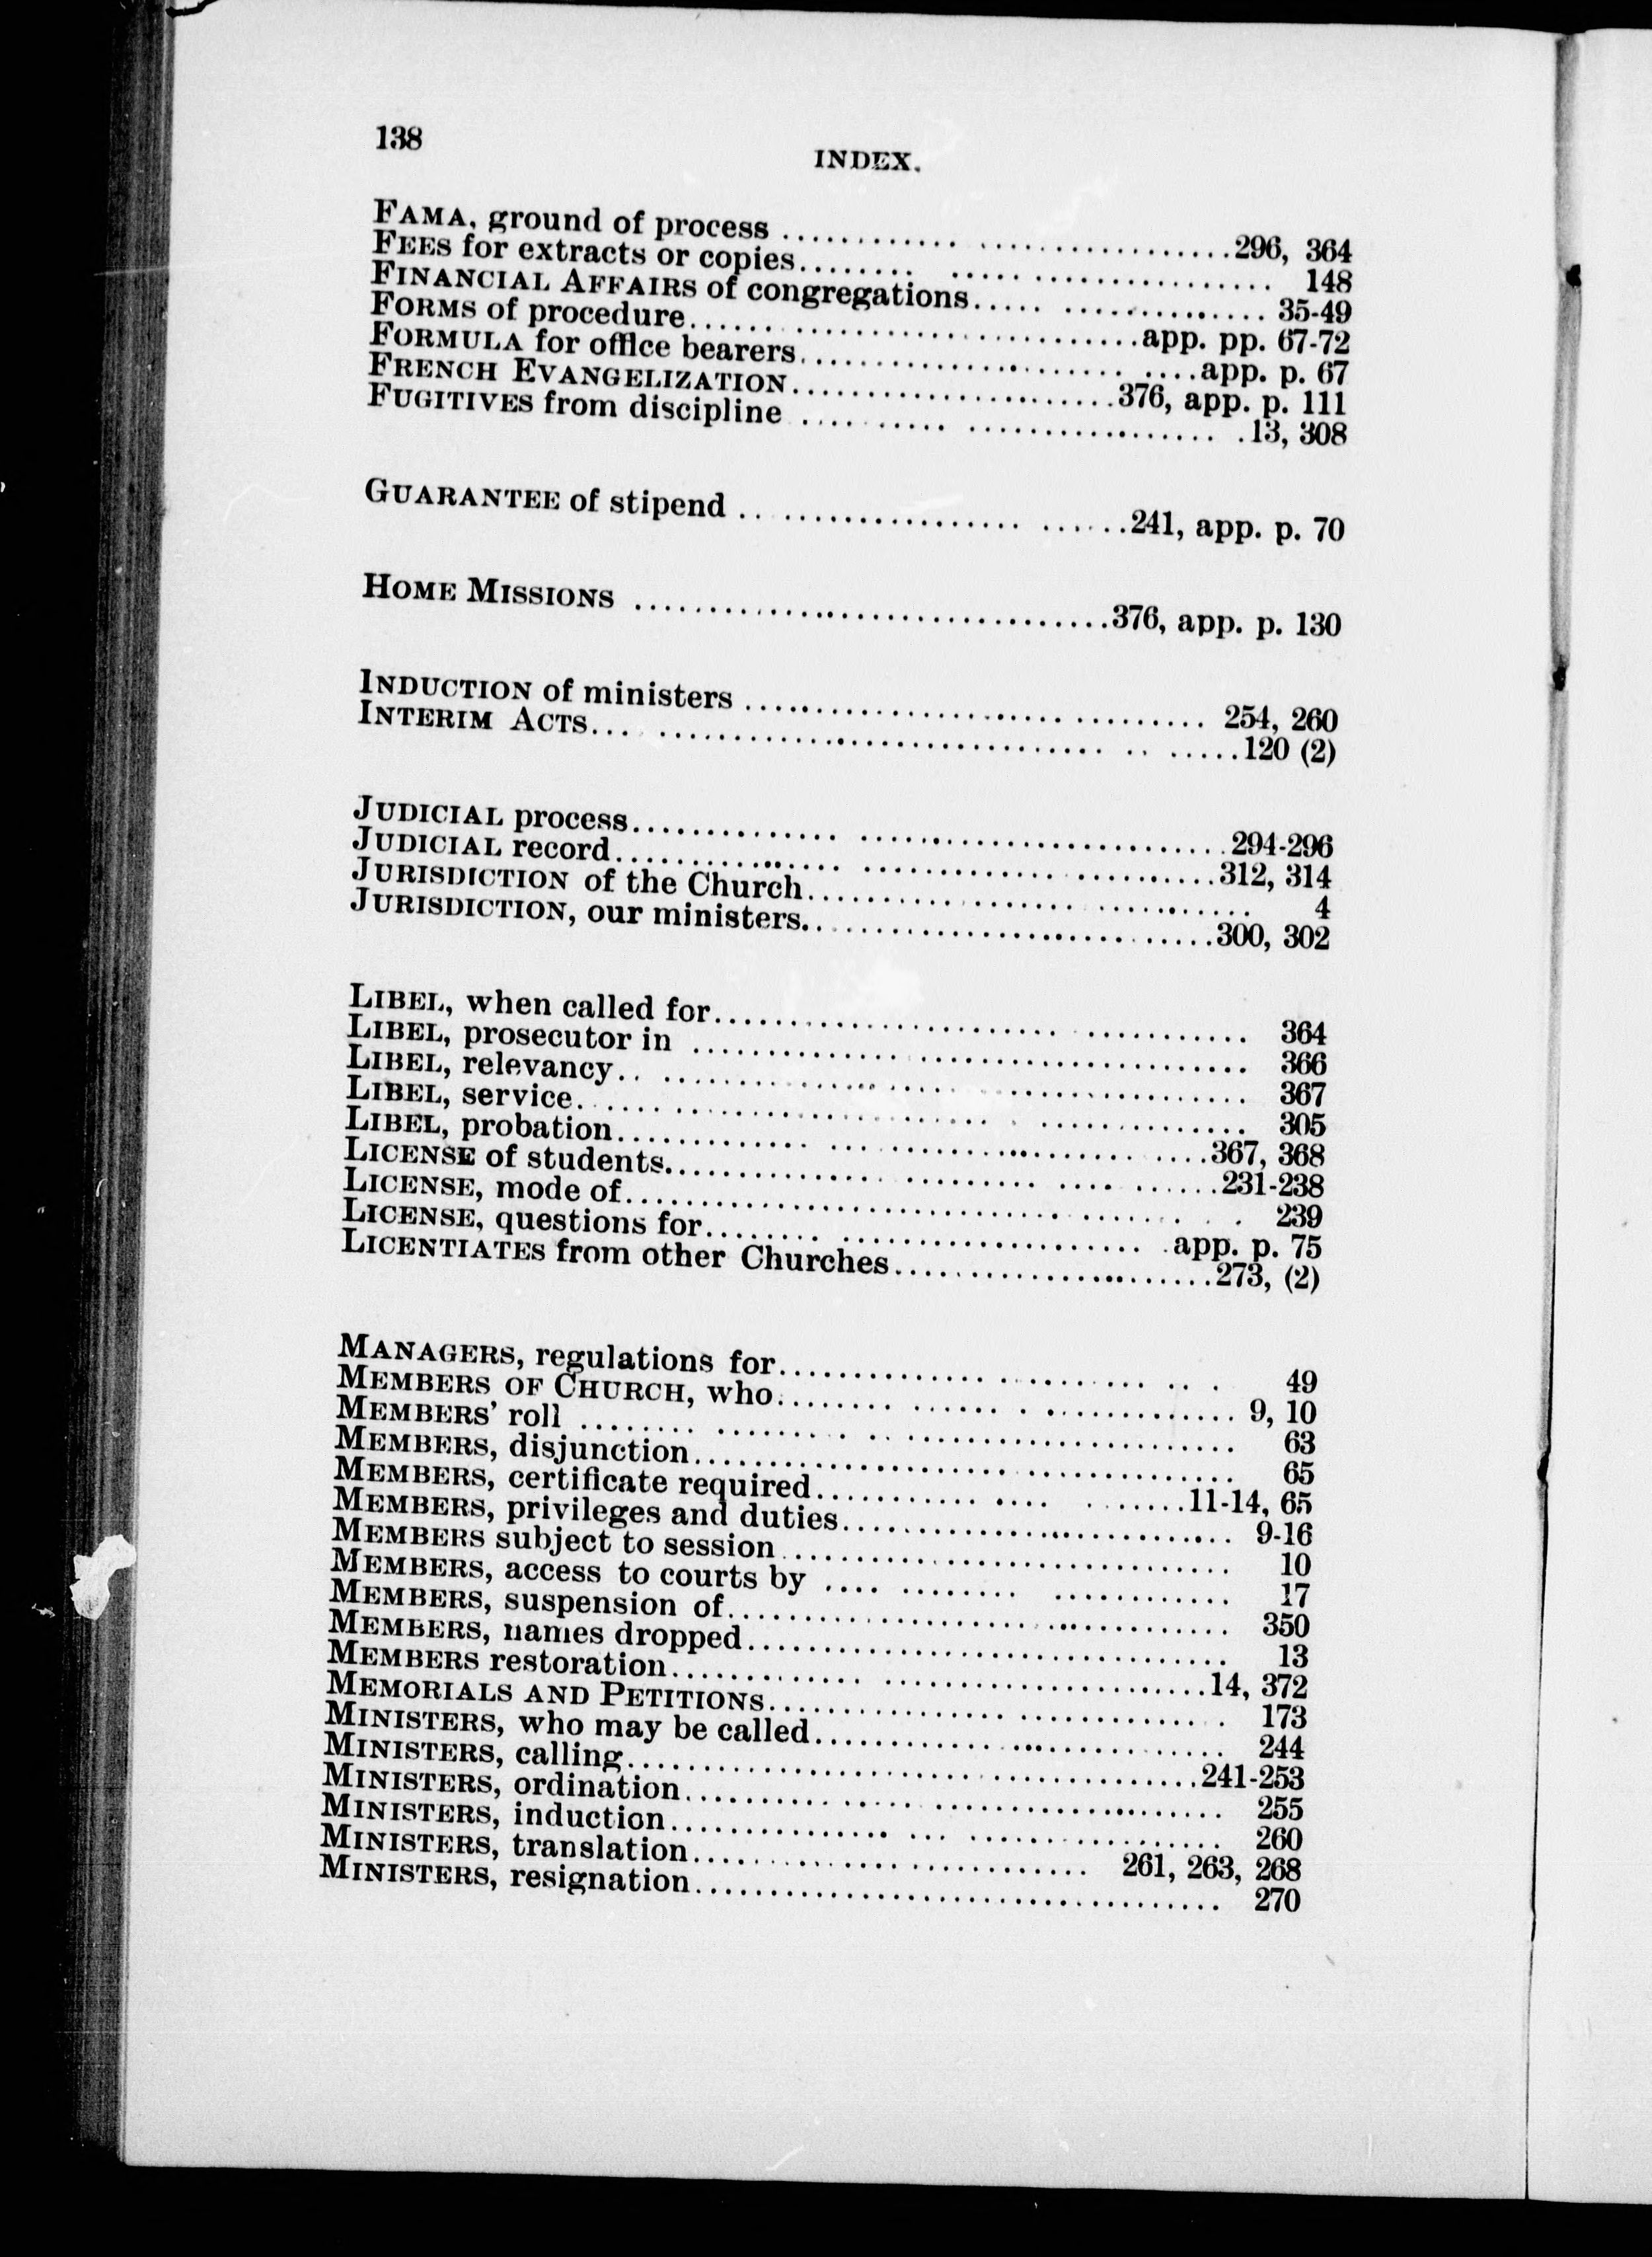 138
INDEX.
FAMA, ground of process ........................................296, 364
FEES for extracts or copies........................................ 148
FINANCIAL AFFAIRS of congregations.................... 35-49
FORMS of procedure..............................app. pp. 67-72
FORMULA for office bearers..........................app. p. 67
FRENCH EVANGELIZATION......................376, app. p. 111
FUGITIVES from discipline ..............................13, 308
GUARANTEE of stipend ........................241, app. p. 70
HOME MISSIONS ................................376, app. p. 130
INDUCTION of ministers .............................. 254, 260
INTERIM ACTS........................................120 (2)
JUDICIAL process........................................294-296
JUDICIAL record........................................312, 314
JURISDICTION of the Church.............................. 4
JURISDICTION, our ministers..........................300, 302
LIBEL, when called for.................................... 364
LIBEL, prosecutor in .................................... 366
LIBEL, relevancy........................................ 367
LIBEL, service........................................ 305
LIBEL, probation....................................367, 368
LICENSE of students..................................231-238
LICENSE, mode of........................................ 239
LICENSE, questions for..............................app. p. 75
LICENTIATES from other Churches....................273, (2)
MANAGERS, regulations for.............................. 49
MEMBERS OF CHURCH, who.............................. 9, 10
MEMBERS' roll ........................................ 63
MEMBERS, disjunction.................................... 65
MEMBERS, certificate required......................11-14, 65
MEMBERS, privileges and duties.......................... 9-16
MEMBERS subject to session.............................. 10
MEMBERS, access to courts by .......................... 17
MEMBERS, suspension of.................................. 350
MEMBERS, names dropped................................ 13
MEMBERS restoration..................................14, 372
MEMORIALS AND PETITIONS.............................. 173
MINISTERS, who may be called.......................... 244
MINISTERS, calling....................................241-253
MINISTERS, ordination.................................. 255
MINISTERS, induction.................................. 260
MINISTERS, translation.......................... 261, 263, 268
MINISTERS, resignation.................................. 270